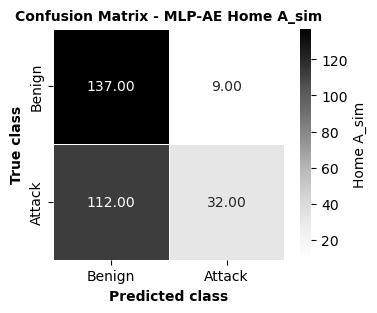 Confusion Matrix - MLP-AE Home A_sim
Benign
137.00
9.00
Attack
112.00
32.00
True class
Benign
Attack
Predicted class
120
100
80
60
40
20
Home A_sim